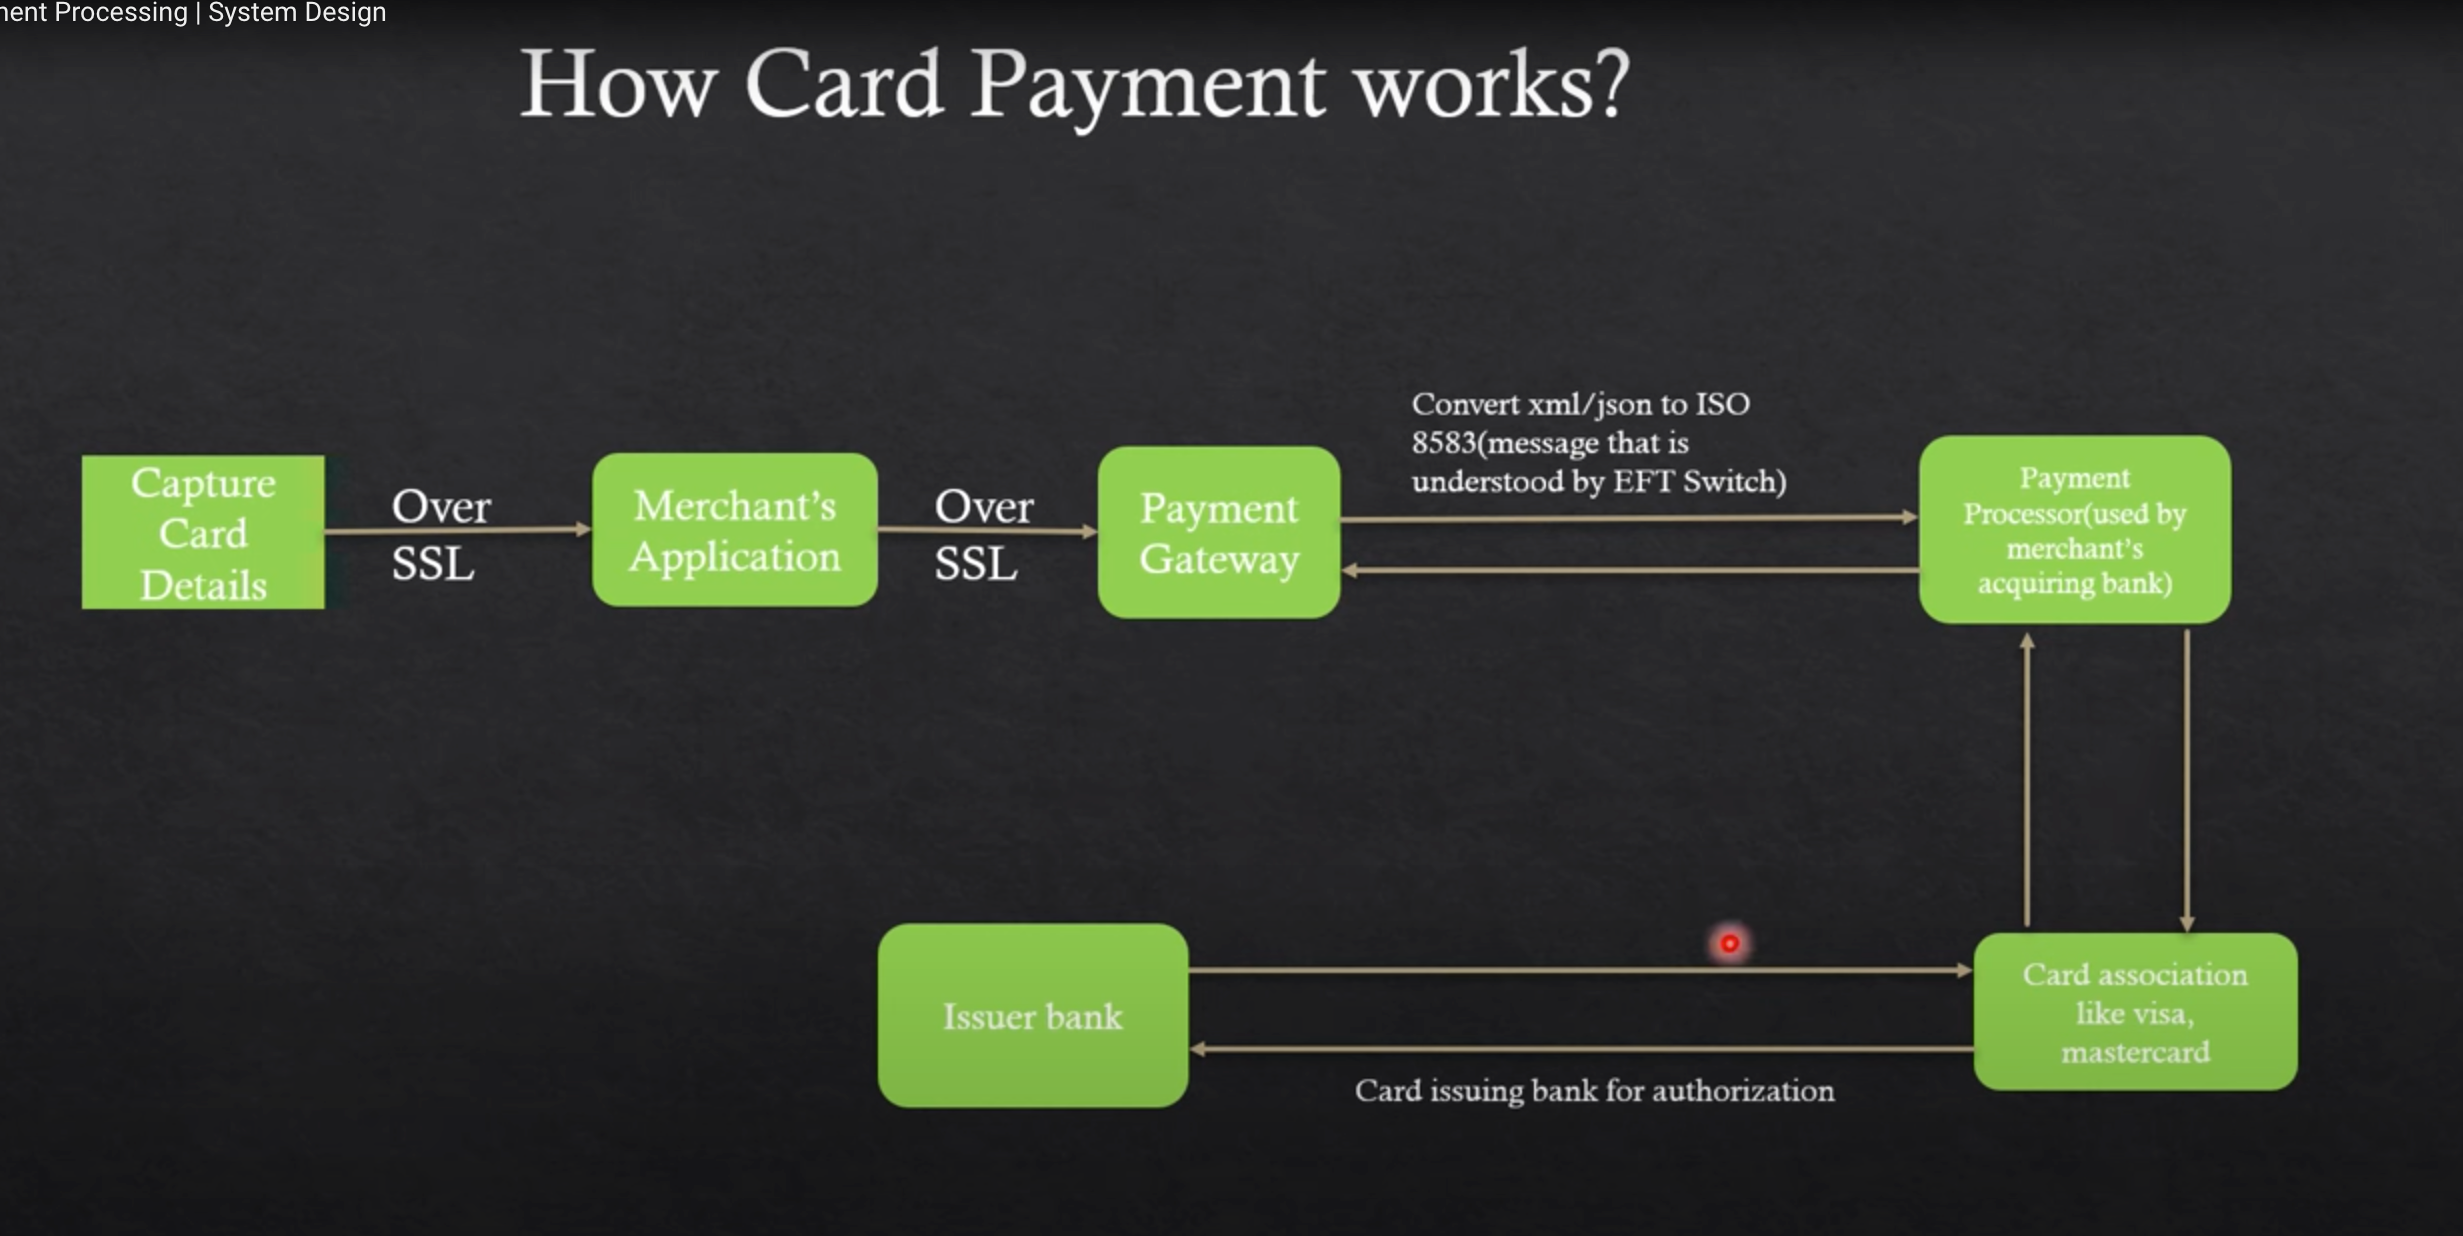 nent Processing | System Design
How Card Payment works?
Convert xml/json to ISO
8583(message that is
understood by EFT Switch)
Capture
Card
Details
Over
SSL
Merchant's
Application
Over
SSL
Payment
Gateway
Payment
Processor(used by
merchant's
acquiring bank)
Issuer bank
Card association
like visa,
mastercard
Card issuing bank for authorization